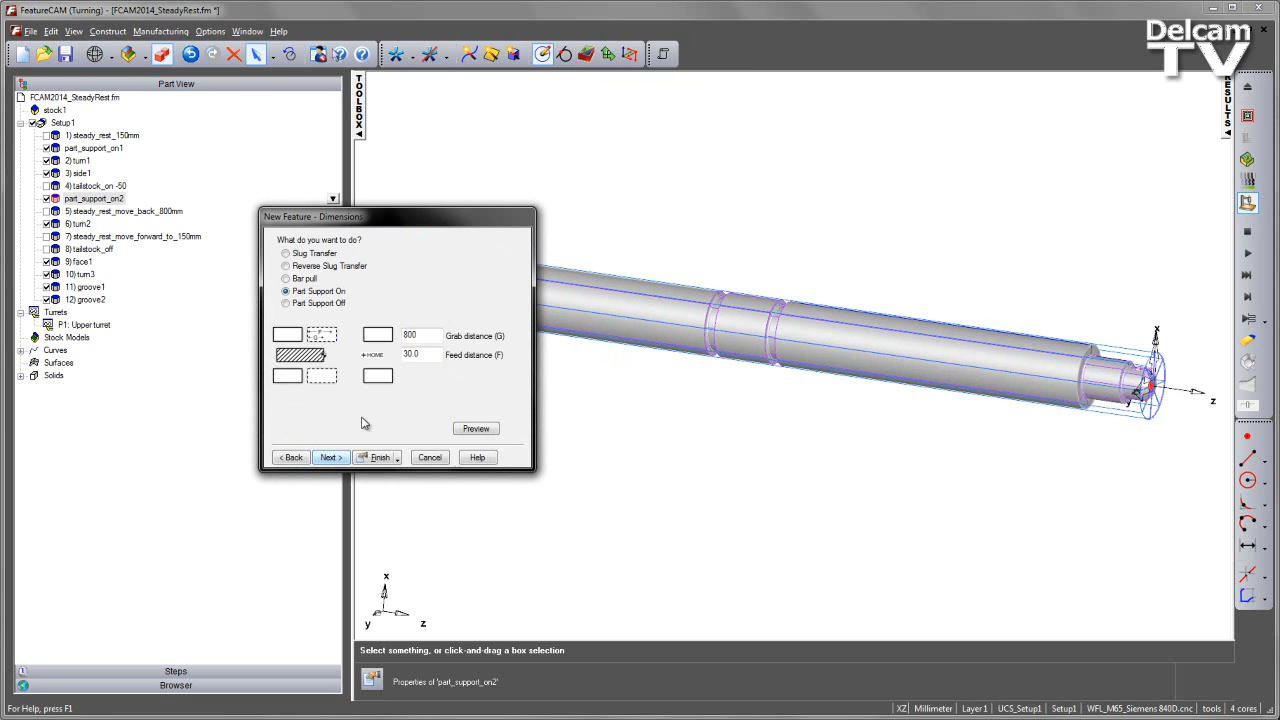 FeatureCAM (Turning) - [FCAM2014_SteadyRest.fm *]
File Edit View Construct Manufacturing Options Window Help
Delcam
TV
Part View
FCAM2014_SteadyRest.fm
stock1
Setup1
1) steady_rest_150mm
part_support_on1
2) turn1
3) side1
4) tailstock_on -50
part_support_on2
5) steady_rest_move_back_800mm
6) turn2
7) steady_rest_move_forward_to_150mm
8) tailstock_off
9) face1
10) turn3
11) groove1
12) groove2
Turrets
P1: Upper turret
Stock Models
Curves
Surfaces
Solids
TOOLBOX
RESULTS
New Feature - Dimensions
What do you want to do?
Slug Transfer
Reverse Slug Transfer
Bar pull
Part Support On
Part Support Off
F
G
800 Grab distance (G)
+HOME 30.0 Feed distance (F)
Preview
< Back Next > Finish Cancel Help
x
y
z
x
y
z
Steps
Browser
Select something, or click-and-drag a box selection
Properties of 'part_support_on2'
For Help, press F1
XZ Millimeter Layer 1 UCS_Setup1 Setup1 WFL_M65_Siemens 840D.cnc tools 4 cores